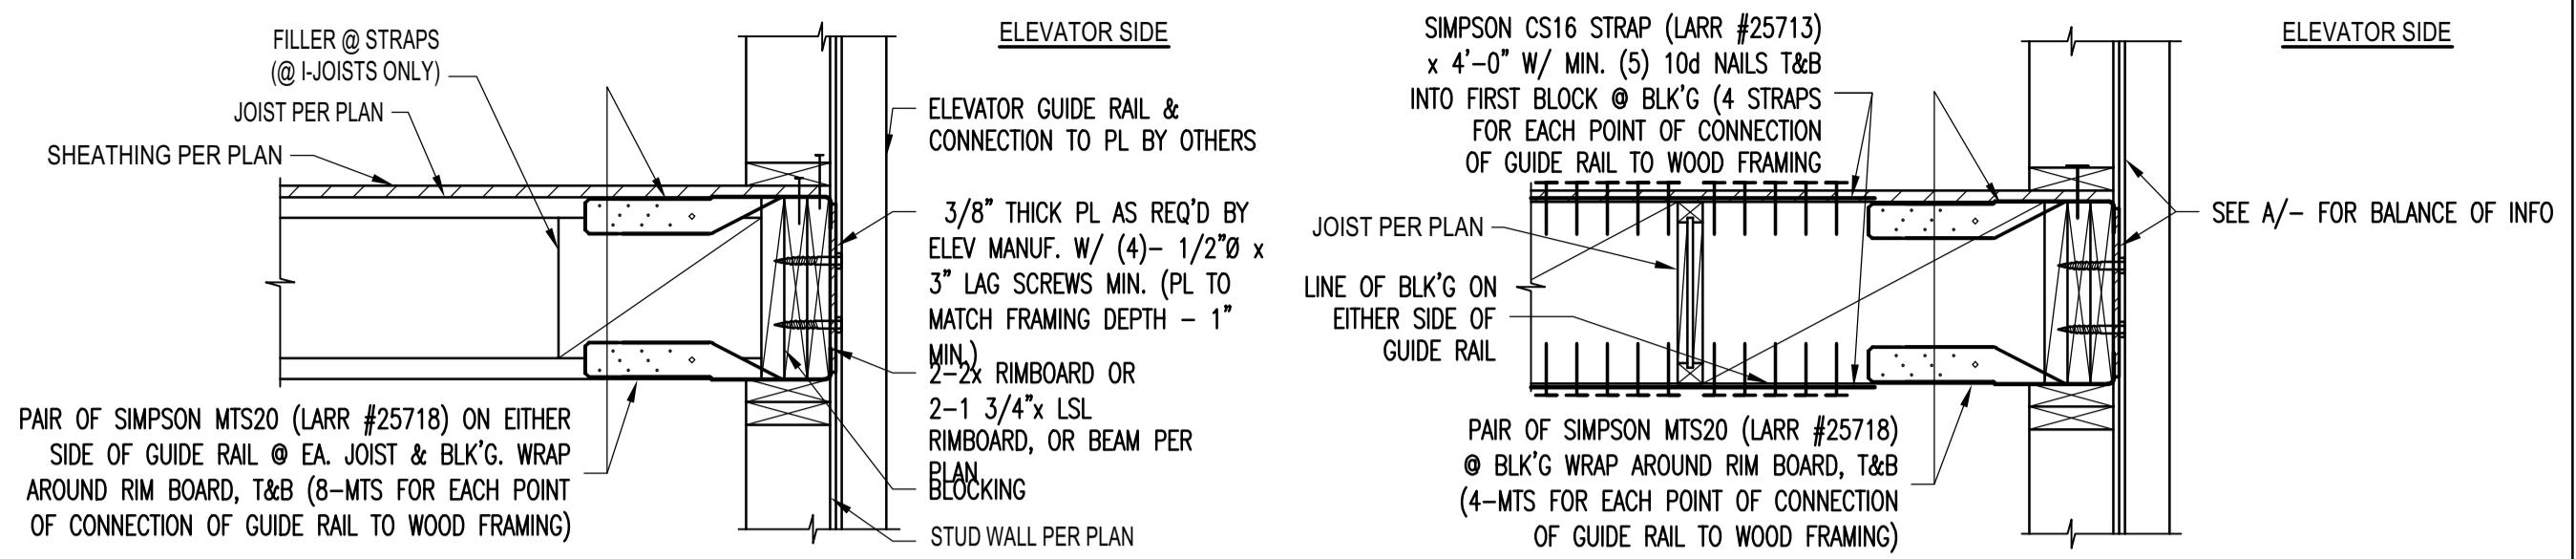 FILLER @ STRAPS
(@ I-JOISTS ONLY)
JOIST PER PLAN
SHEATHING PER PLAN
PAIR OF SIMPSON MTS20 (LARR #25718) ON EITHER
SIDE OF GUIDE RAIL @ EA. JOIST & BLK'G. WRAP
AROUND RIM BOARD, T&B (8-MTS FOR EACH POINT
OF CONNECTION OF GUIDE RAIL TO WOOD FRAMING)
ELEVATOR SIDE
ELEVATOR GUIDE RAIL &
CONNECTION TO PL BY OTHERS
3/8" THICK PL AS REQ'D BY
ELEV MANUF. W/ (4)- 1/2"Ø x
3" LAG SCREWS MIN. (PL TO
MATCH FRAMING DEPTH - 1"
MIN.)
2-2x RIMBOARD OR
2-1 3/4"x LSL
RIMBOARD, OR BEAM PER
PLAN
BLOCKING
STUD WALL PER PLAN
SIMPSON CS16 STRAP (LARR #25713)
x 4'-0" W/ MIN. (5) 10d NAILS T&B
INTO FIRST BLOCK @ BLK'G (4 STRAPS
FOR EACH POINT OF CONNECTION
OF GUIDE RAIL TO WOOD FRAMING
JOIST PER PLAN
LINE OF BLK'G ON
EITHER SIDE OF
GUIDE RAIL
PAIR OF SIMPSON MTS20 (LARR #25718)
@ BLK'G WRAP AROUND RIM BOARD, T&B
(4-MTS FOR EACH POINT OF CONNECTION
OF GUIDE RAIL TO WOOD FRAMING)
ELEVATOR SIDE
SEE A/- FOR BALANCE OF INFO